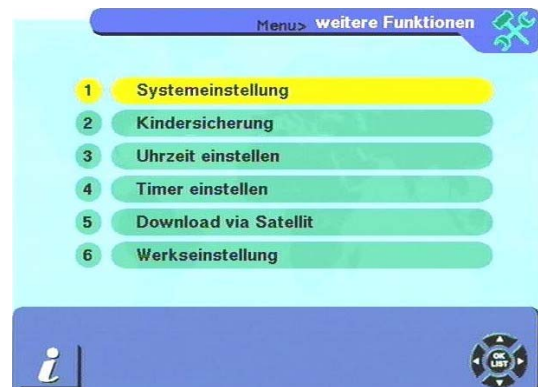 Menu> weitere Funktionen
1 Systemeinstellung
2 Kindersicherung
3 Uhrzeit einstellen
4 Timer einstellen
5 Download via Satellit
6 Werkseinstellung
i
OK
LIST